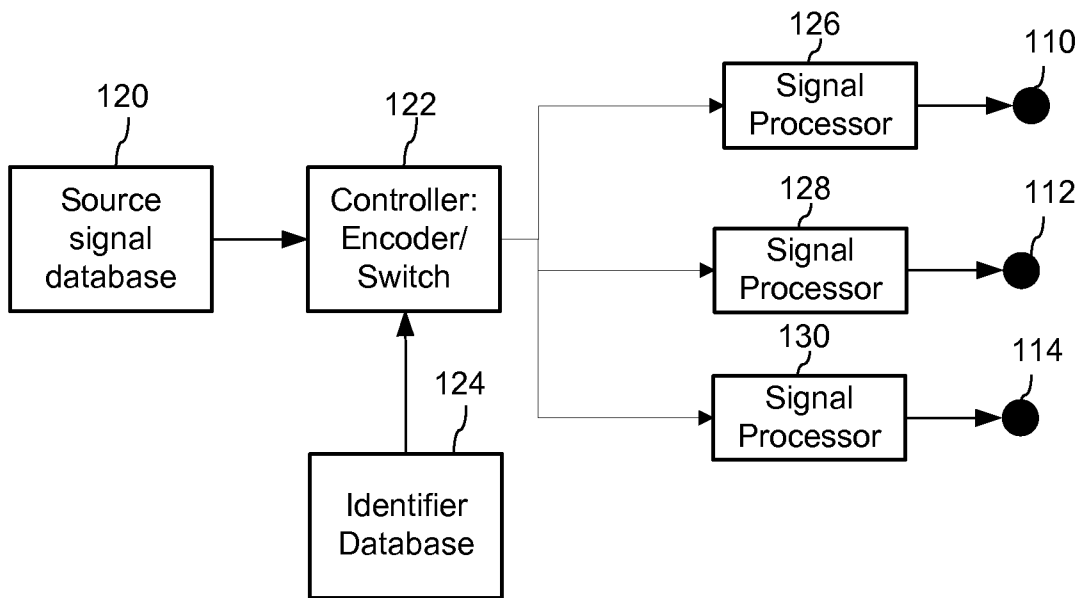 126
110
Signal
Processor
120
122
Source
signal
database
Controller:
Encoder/
Switch
128
112
Signal
Processor
130
114
Signal
Processor
124
Identifier
Database